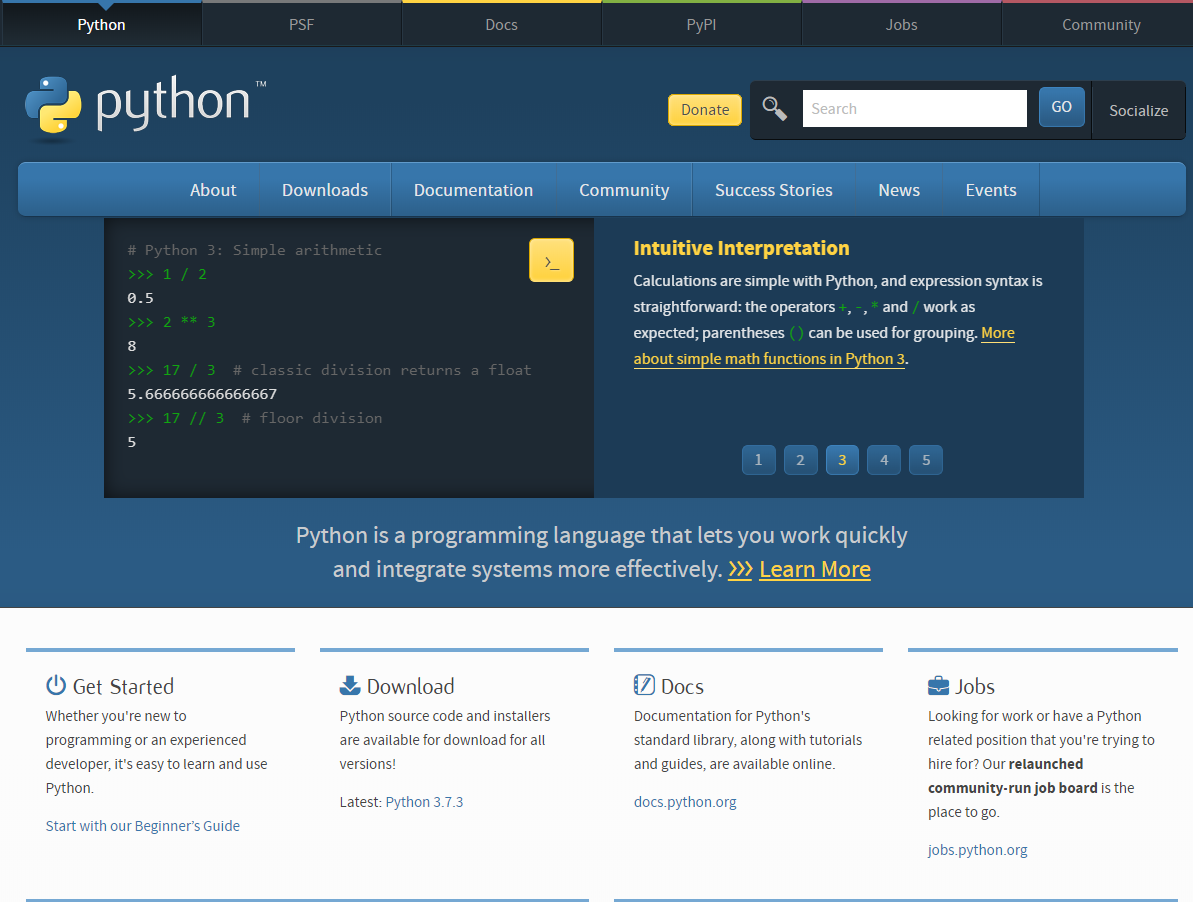 Python PSF Docs PyPI Jobs Community
python™
Donate Search GO Socialize
About Downloads Documentation Community Success Stories News Events
# Python 3: Simple arithmetic
>>> 1 / 2
0.5
>>> 2 ** 3
8
>>> 17 / 3  # classic division returns a float
5.666666666666667
>>> 17 // 3  # floor division
5
>_
Intuitive Interpretation
Calculations are simple with Python, and expression syntax is
straightforward: the operators +, -, * and / work as
expected; parentheses () can be used for grouping. More
about simple math functions in Python 3.
1 2 3 4 5
Python is a programming language that lets you work quickly
and integrate systems more effectively. >>> Learn More
Get Started
Whether you're new to
programming or an experienced
developer, it's easy to learn and use
Python.
Start with our Beginner's Guide
Download
Python source code and installers
are available for download for all
versions!
Latest: Python 3.7.3
Docs
Documentation for Python's
standard library, along with tutorials
and guides, are available online.
docs.python.org
Jobs
Looking for work or have a Python
related position that you're trying to
hire for? Our relaunched
community-run job board is the
place to go.
jobs.python.org